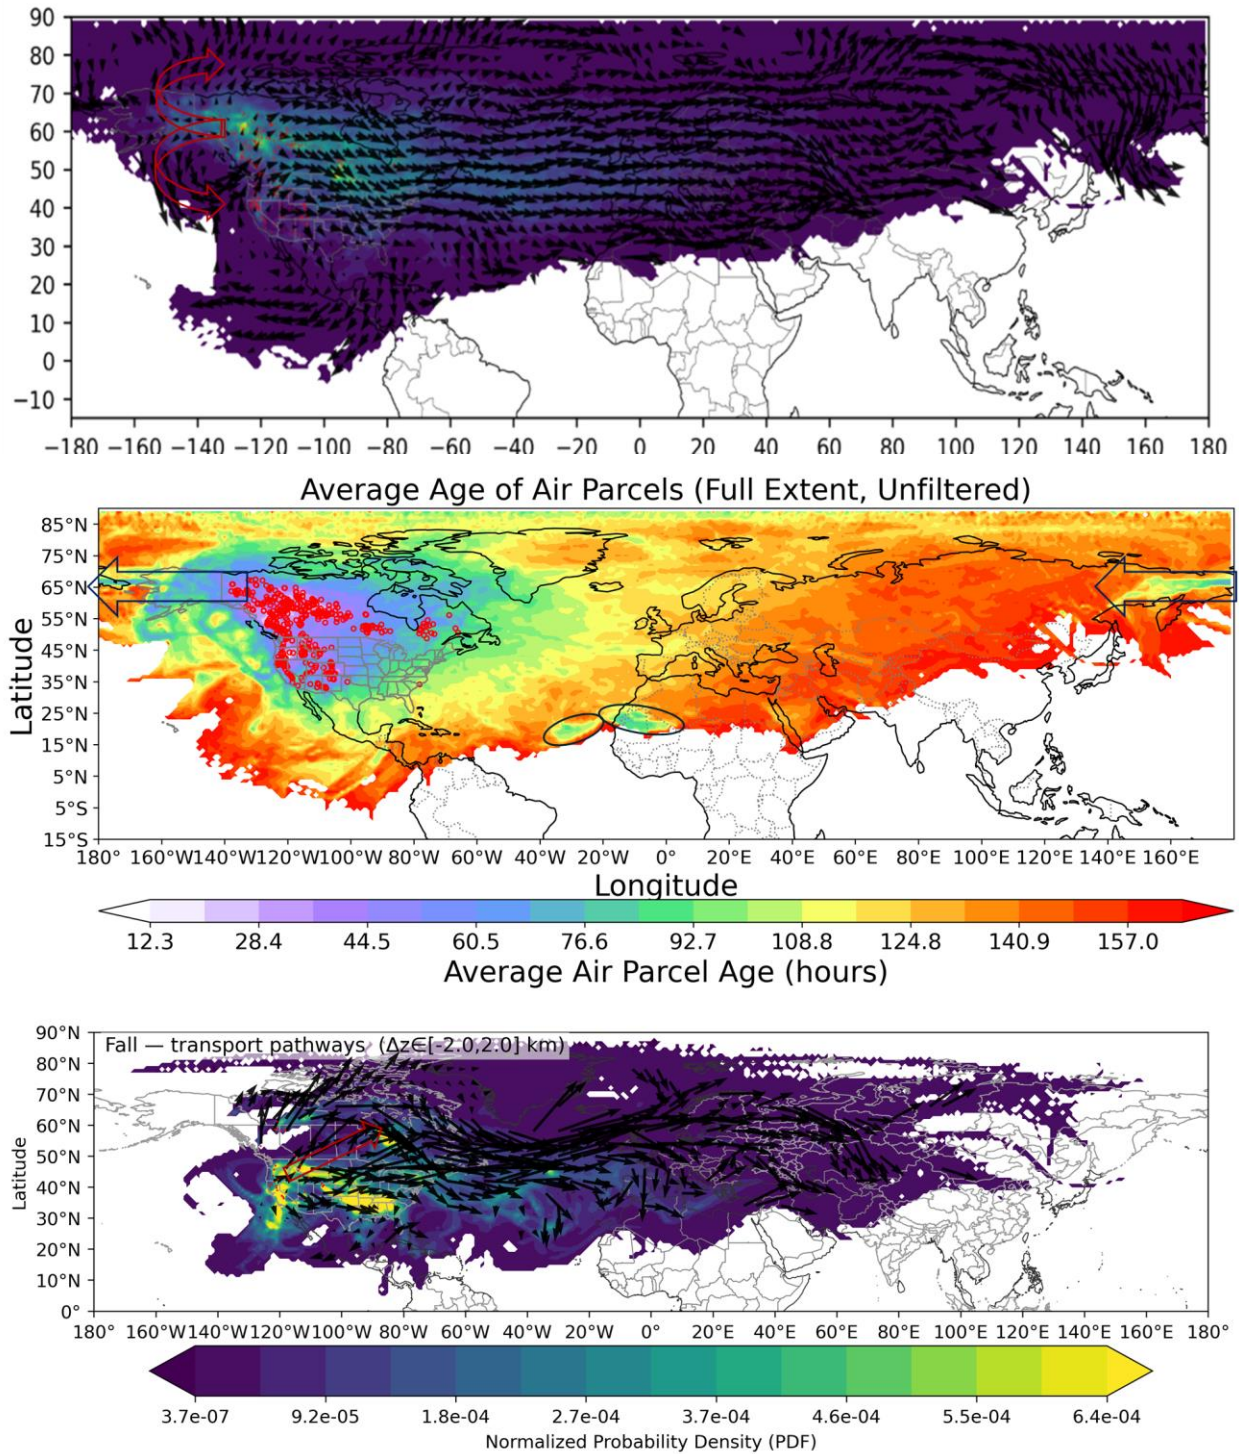 90
80
70
60
50
40
30
20
10
0
−10
−180 −160 −140 −120 −100 −80 −60 −40 −20 0 20 40 60 80 100 120 140 160 180
Average Age of Air Parcels (Full Extent, Unfiltered)
85°N
75°N
65°N
55°N
45°N
35°N
25°N
15°N
5°N
5°S
15°S
Latitude
180° 160°W 140°W 120°W 100°W 80°W 60°W 40°W 20°W 0° 20°E 40°E 60°E 80°E 100°E 120°E 140°E 160°E
Longitude
12.3 28.4 44.5 60.5 76.6 92.7 108.8 124.8 140.9 157.0
Average Air Parcel Age (hours)
Fall — transport pathways (Δz∈[-2.0,2.0] km)
90°N
80°N
70°N
60°N
50°N
40°N
30°N
20°N
10°N
0°
Latitude
180° 160°W 140°W 120°W 100°W 80°W 60°W 40°W 20°W 0° 20°E 40°E 60°E 80°E 100°E 120°E 140°E 160°E 180°
3.7e-07 9.2e-05 1.8e-04 2.7e-04 3.7e-04 4.6e-04 5.5e-04 6.4e-04
Normalized Probability Density (PDF)